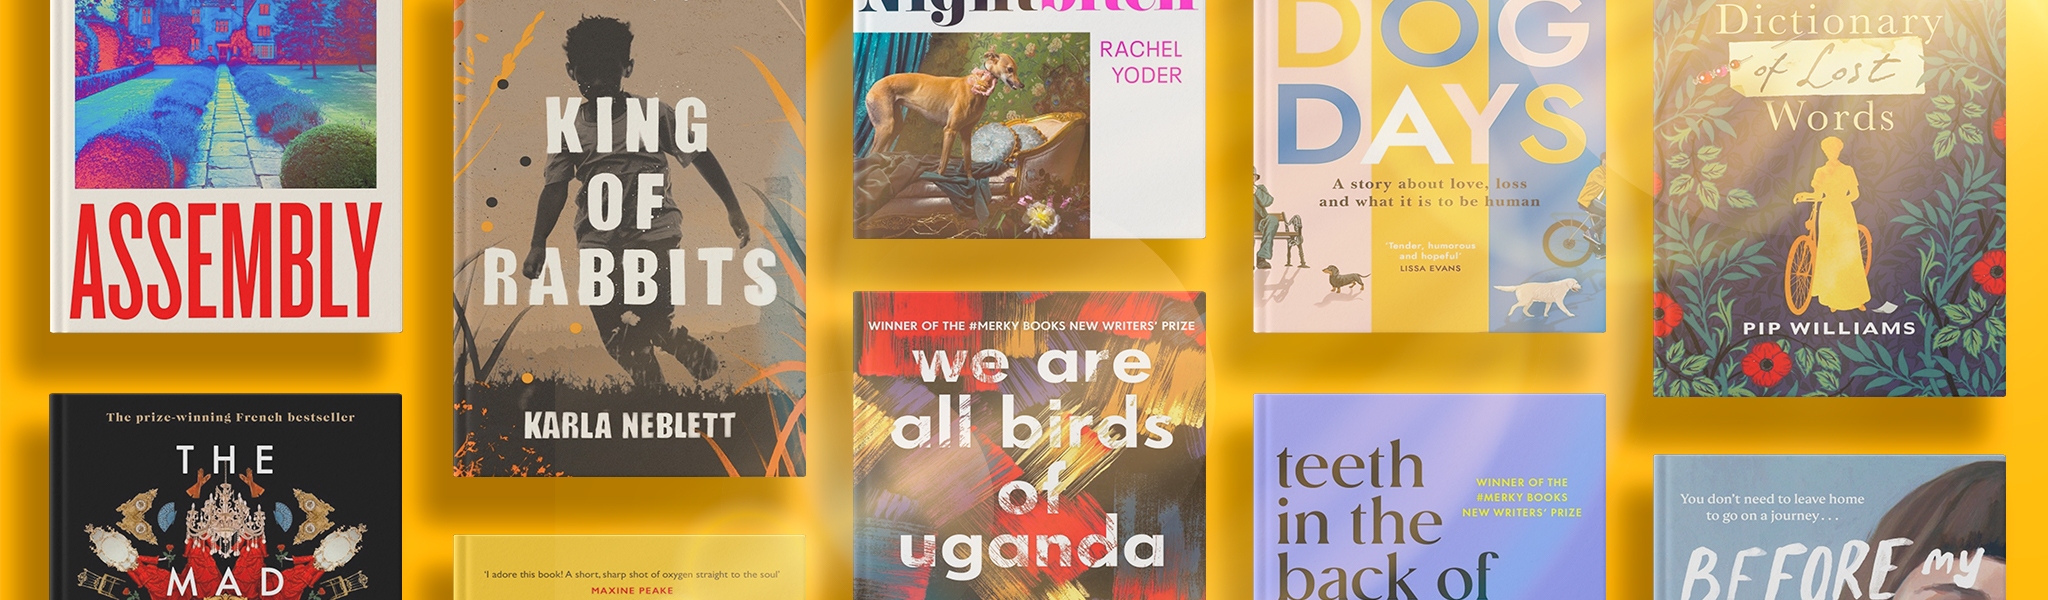 ASSEMBLY
The prize-winning French bestseller
THE
MAD
KING
OF
RABBITS
KARLA NEBLETT
'I adore this book! A short, sharp shot of oxygen straight to the soul'
MAXINE PEAKE
Nightbitch
RACHEL
YODER
WINNER OF THE #MERKY BOOKS NEW WRITERS' PRIZE
we are
all birds
of
uganda
DOG
DAYS
A story about love, loss
and what it is to be human
'Tender, humorous
and hopeful'
LISSA EVANS
teeth
in the
back of
WINNER OF THE
#MERKY BOOKS
NEW WRITERS' PRIZE
Dictionary
of Lost
Words
PIP WILLIAMS
You don't need to leave home
to go on a journey...
BEFORE my